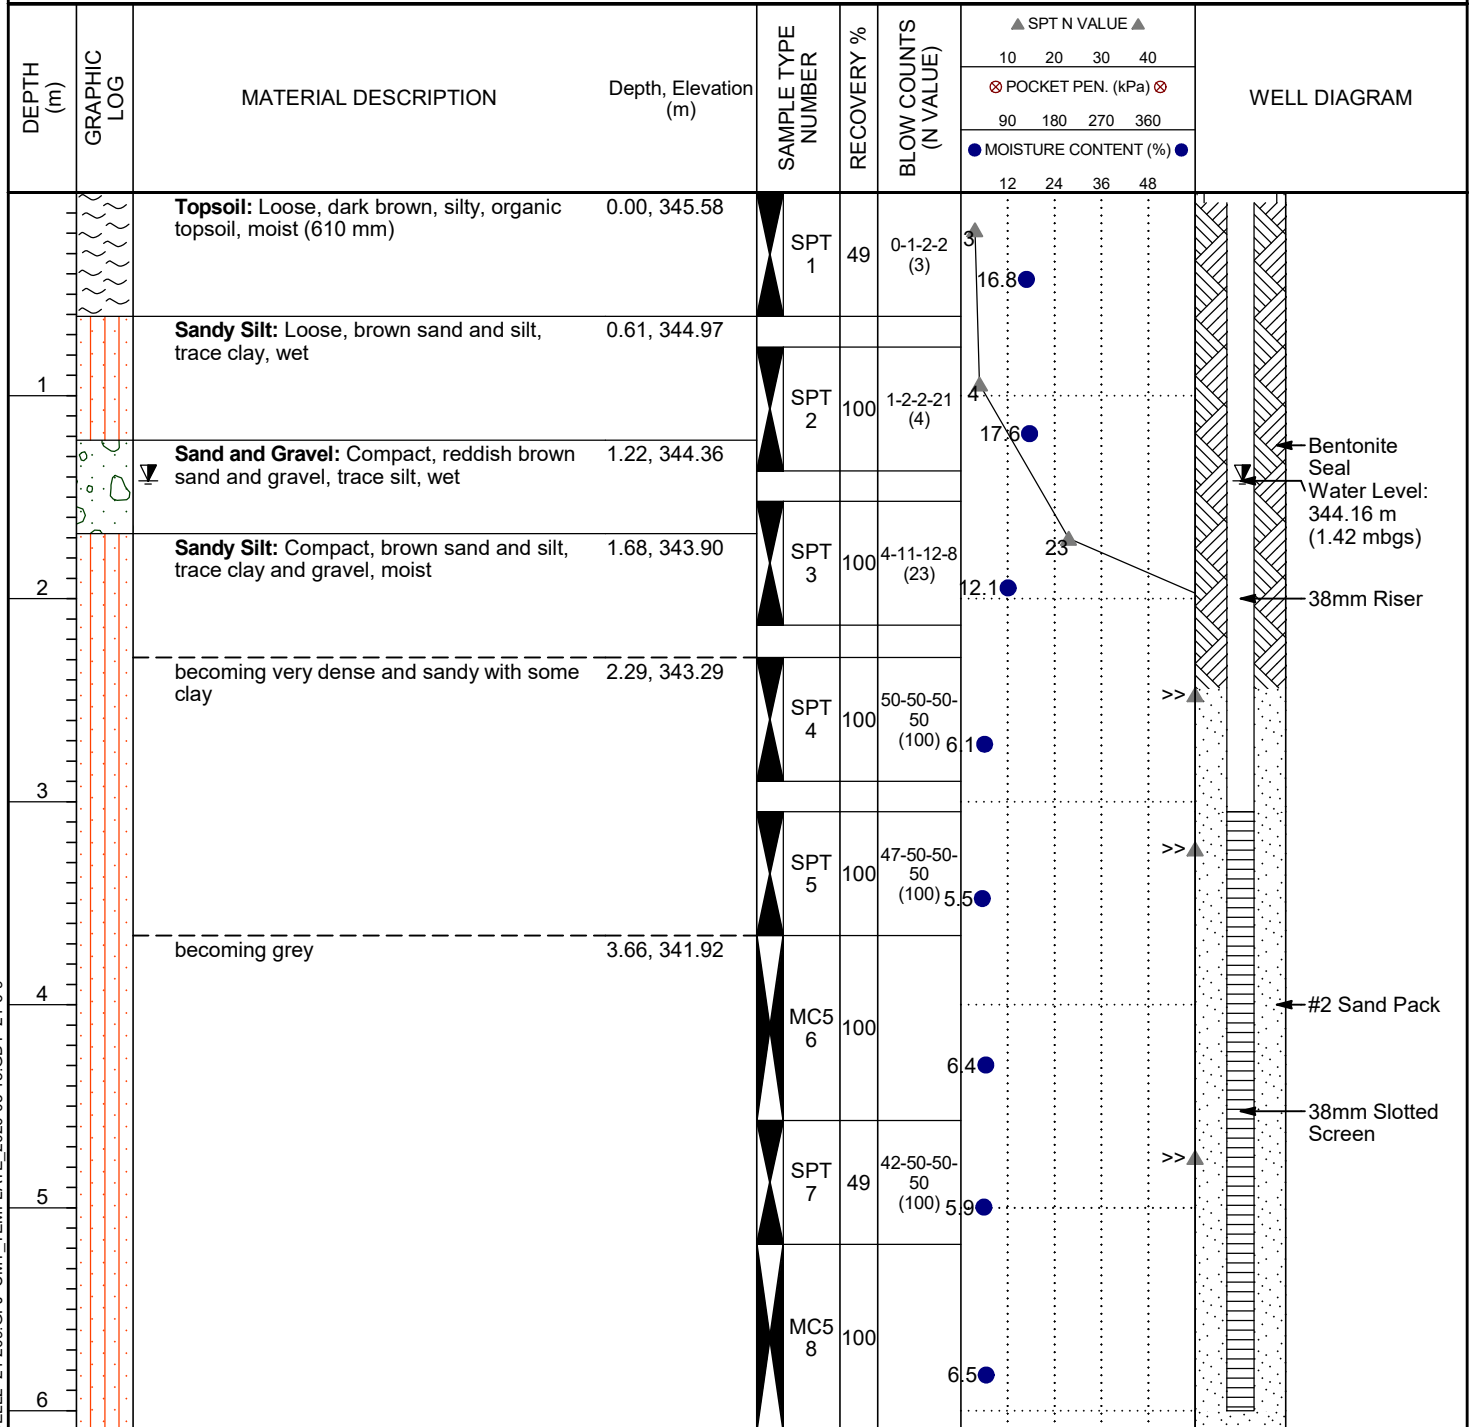 DEPTH
(m)
GRAPHIC
LOG
MATERIAL DESCRIPTION
Depth, Elevation
(m)
SAMPLE TYPE
NUMBER
RECOVERY %
BLOW COUNTS
(N VALUE)
SPT N VALUE
10 20 30 40
POCKET PEN. (kPa)
90 180 270 360
MOISTURE CONTENT (%)
12 24 36 48
WELL DIAGRAM
Topsoil: Loose, dark brown, silty, organic
topsoil, moist (610 mm)
0.00, 345.58
SPT
1
49
0-1-2-2
(3)
3
16.8
Sandy Silt: Loose, brown sand and silt,
trace clay, wet
0.61, 344.97
1
SPT
2
100
1-2-2-21
(4)
4
17.6
Sand and Gravel: Compact, reddish brown
sand and gravel, trace silt, wet
1.22, 344.36
Bentonite
Seal
Water Level:
344.16 m
(1.42 mbgs)
Sandy Silt: Compact, brown sand and silt,
trace clay and gravel, moist
1.68, 343.90
SPT
3
100
4-11-12-8
(23)
23
12.1
2
38mm Riser
becoming very dense and sandy with some
clay
2.29, 343.29
SPT
4
100
50-50-50-
50
(100)
>>
6.1
3
SPT
5
100
47-50-50-
50
(100)
>>
5.5
becoming grey
3.66, 341.92
4
MC5
6
100
6.4
#2 Sand Pack
38mm Slotted
Screen
SPT
7
49
42-50-50-
50
(100)
>>
5.9
5
MC5
8
100
6.5
6